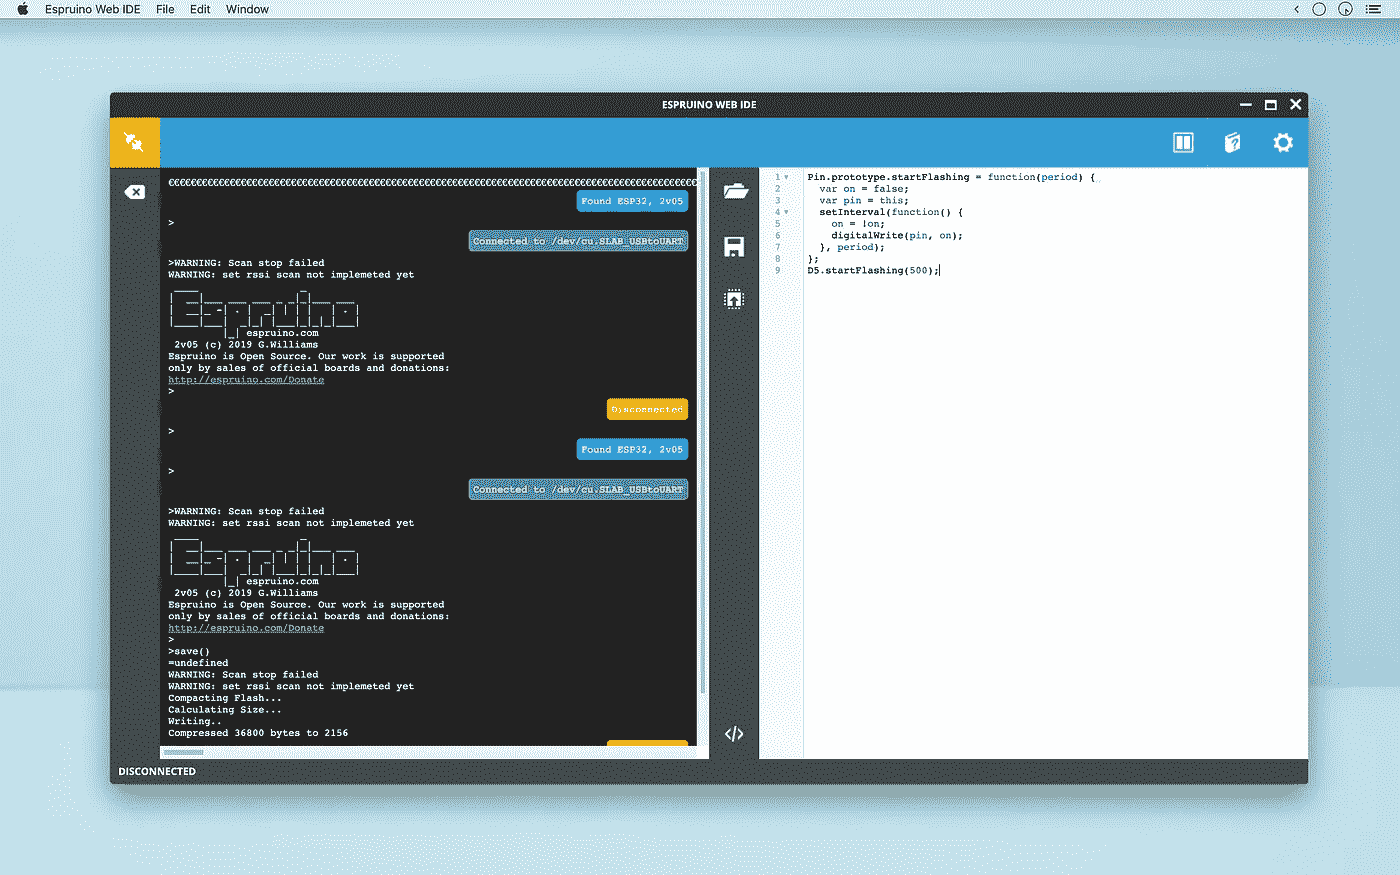 Espruino Web IDE File Edit Window
ESPRUINO WEB IDE
Found ESP32, 2v05
>
Connected to /dev/cu.SLAB_USBtoUART
>WARNING: Scan stop failed
WARNING: set rssi scan not implemeted yet
espruino.com
2v05 (c) 2019 G.Williams
Espruino is Open Source. Our work is supported
only by sales of official boards and donations:
http://espruino.com/Donate
>
Disconnected
>
Found ESP32, 2v05
>
Connected to /dev/cu.SLAB_USBtoUART
>WARNING: Scan stop failed
WARNING: set rssi scan not implemeted yet
espruino.com
2v05 (c) 2019 G.Williams
Espruino is Open Source. Our work is supported
only by sales of official boards and donations:
http://espruino.com/Donate
>
>save()
=undefined
WARNING: Scan stop failed
WARNING: set rssi scan not implemeted yet
Compacting Flash...
Calculating Size...
Writing..
Compressed 36800 bytes to 2156
1 Pin.prototype.startFlashing = function(period) {
2 var on = false;
3 var pin = this;
4 setInterval(function() {
5 on = !on;
6 digitalWrite(pin, on);
7 }, period);
8 };
9 D5.startFlashing(500);
DISCONNECTED